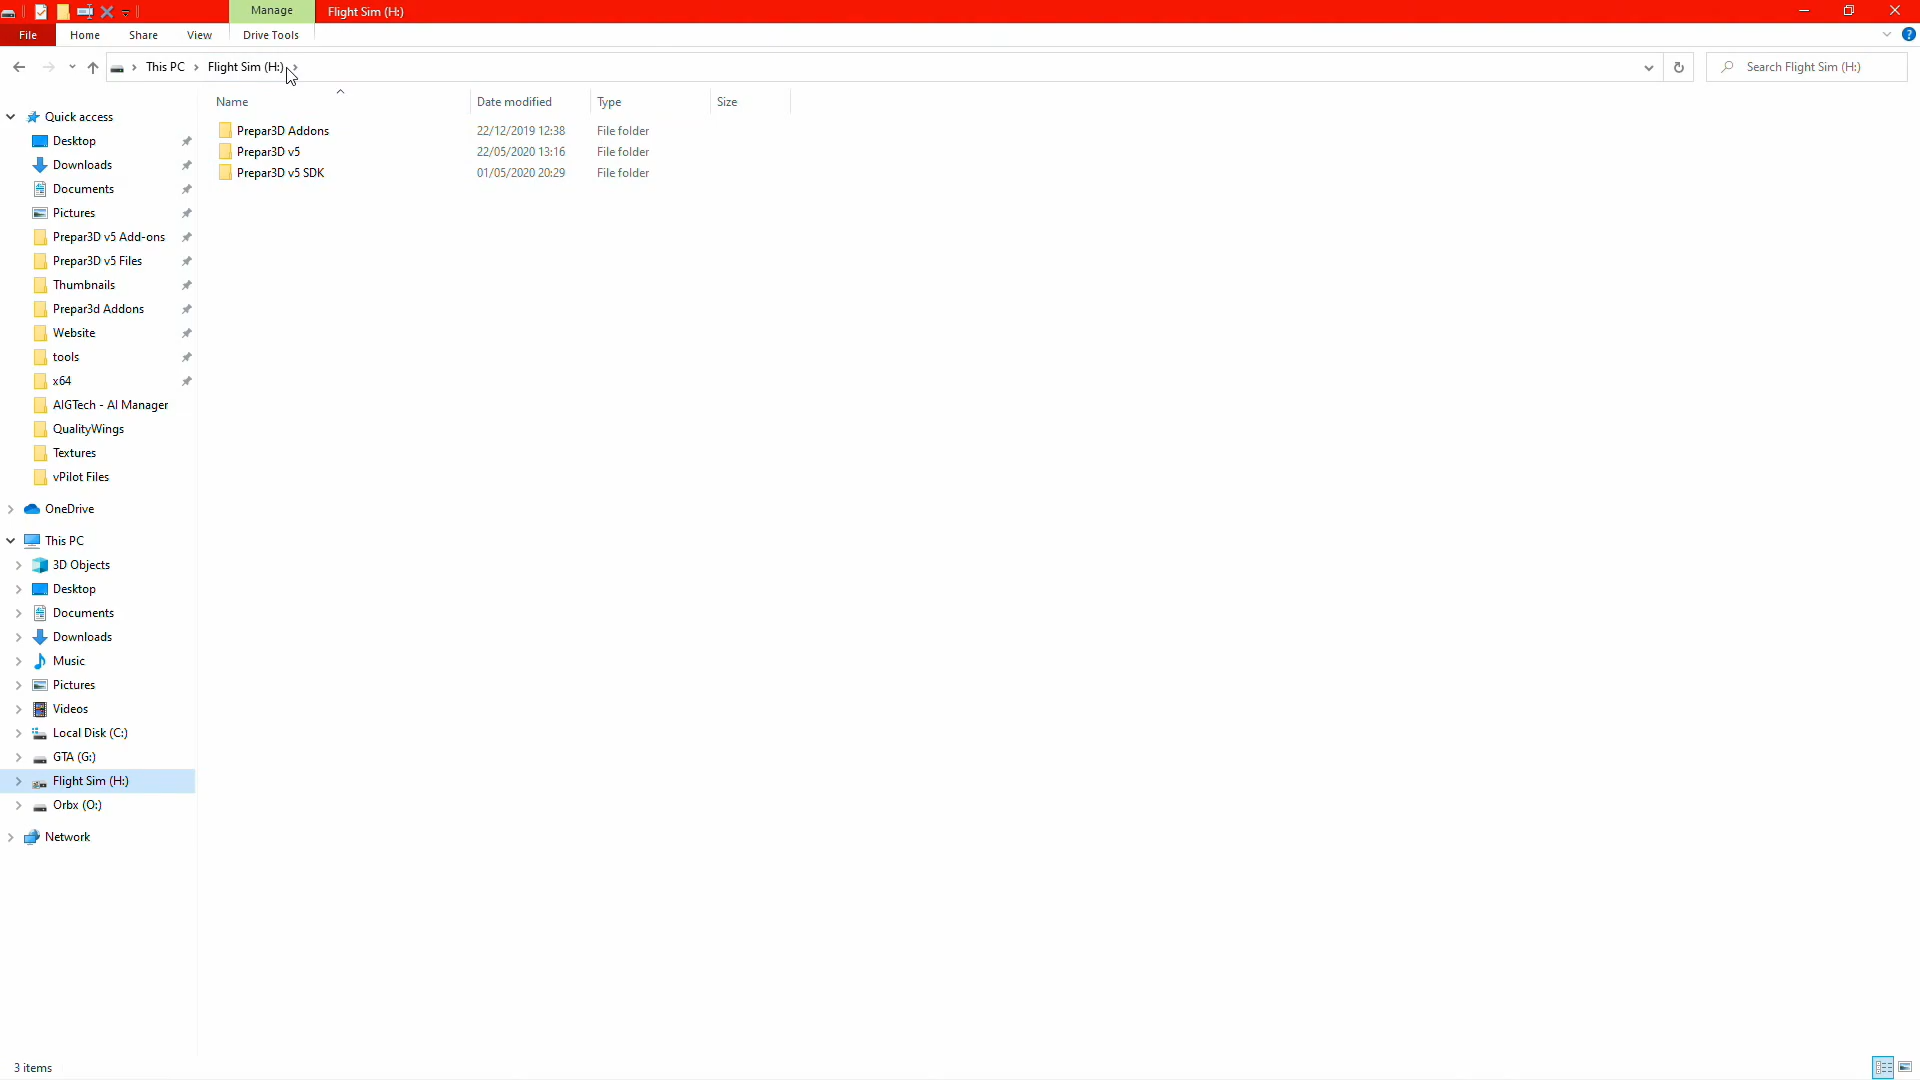 Manage
Flight Sim (H:)
File
Home
Share
View
Drive Tools
?
This PC
Flight Sim (H:)
Search Flight Sim (H:)
Name
Date modified
Type
Size
Prepar3D Addons
22/12/2019 12:38
File folder
Prepar3D v5
22/05/2020 13:16
File folder
Prepar3D v5 SDK
01/05/2020 20:29
File folder
Quick access
Desktop
Downloads
Documents
Pictures
Prepar3D v5 Add-ons
Prepar3D v5 Files
Thumbnails
Prepar3d Addons
Website
tools
x64
AIGTech - AI Manager
QualityWings
Textures
vPilot Files
OneDrive
This PC
3D Objects
Desktop
Documents
Downloads
Music
Pictures
Videos
Local Disk (C:)
GTA (G:)
Flight Sim (H:)
Orbx (O:)
Network
3 items